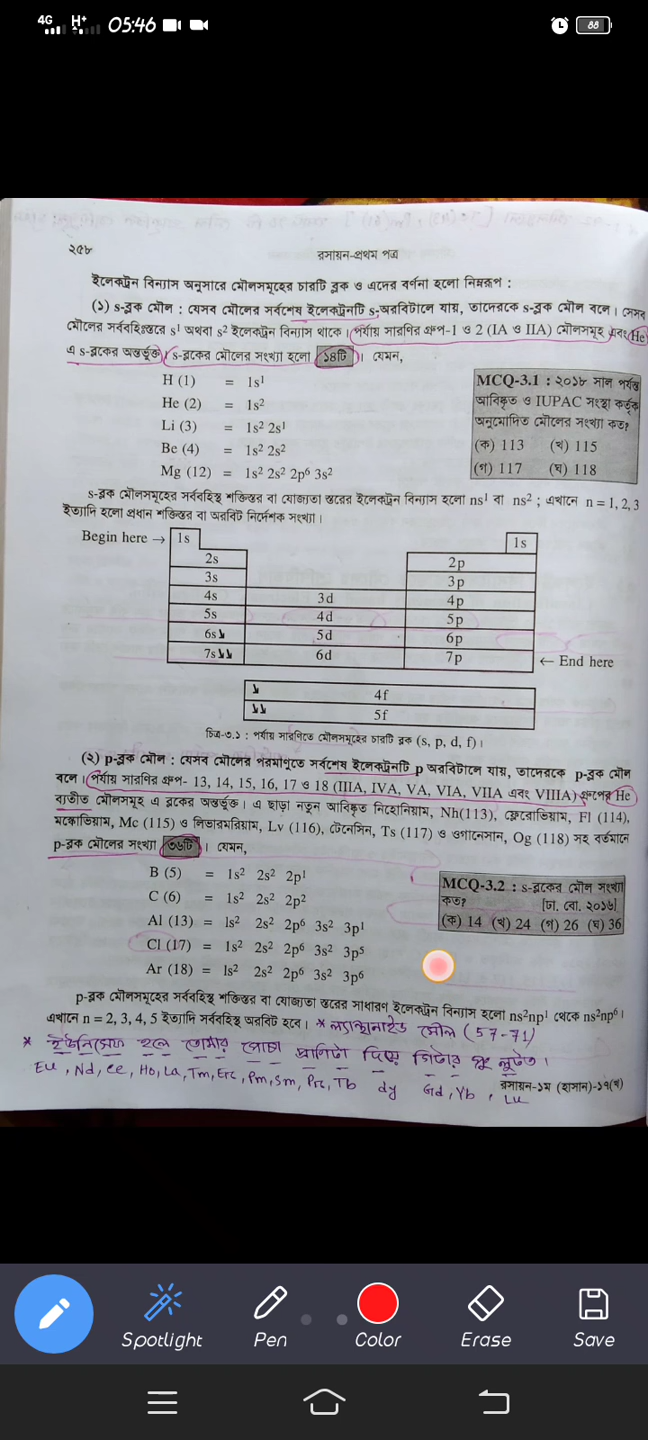 4G H+ 05:46 88
২৫৮
রসায়ন-প্রথম পত্র
ইলেকট্রন বিন্যাস অনুসারে মৌলসমূহের চারটি ব্লক ও এদের বর্ণনা হলো নিম্নরূপ :
(১) s-ব্লক মৌল : যেসব মৌলের সর্বশেষ ইলেকট্রনটি s-অরবিটালে যায়, তাদেরকে s-ব্লক মৌল বলে। সেসব
মৌলের সর্ববহিঃস্তরে s¹ অথবা s² ইলেকট্রন বিন্যাস থাকে। পর্যায় সারণির গ্রুপ-1 ও 2 (IA ও IIA) মৌলসমূহ এবং He
এ s-ব্লকের অন্তর্ভুক্ত। s-ব্লকের মৌলের সংখ্যা হলো ১৪টি। যেমন,
H (1) = 1s¹
He (2) = 1s²
Li (3) = 1s² 2s¹
Be (4) = 1s² 2s²
Mg (12) = 1s² 2s² 2p⁶ 3s²
MCQ-3.1 : ২০১৮ সাল পর্যন্ত
আবিষ্কৃত ও IUPAC সংস্থা কর্তৃক
অনুমোদিত মৌলের সংখ্যা কত?
(ক) 113 (খ) 115
(গ) 117 (ঘ) 118
s-ব্লক মৌলসমূহের সর্ববহিস্থ শক্তিস্তর বা যোজ্যতা স্তরের ইলেকট্রন বিন্যাস হলো ns¹ বা ns² ; এখানে n = 1, 2, 3
ইত্যাদি হলো প্রধান শক্তিস্তর বা অরবিট নির্দেশক সংখ্যা।
Begin here → 1s 1s
2s 2p
3s 3p
4s 3d 4p
5s 4d 5p
6s 5d 6p
7s 6d 7p ← End here
4f
5f
চিত্র-৩.১ : পর্যায় সারণিতে মৌলসমূহের চারটি ব্লক (s, p, d, f)।
(২) p-ব্লক মৌল : যেসব মৌলের পরমাণুতে সর্বশেষ ইলেকট্রনটি p অরবিটালে যায়, তাদেরকে p-ব্লক মৌল
বলে। পর্যায় সারণির গ্রুপ- 13, 14, 15, 16, 17 ও 18 (IIIA, IVA, VA, VIA, VIIA এবং VIIIA) গ্রুপের He
ব্যতীত মৌলসমূহ এ ব্লকের অন্তর্ভুক্ত। এ ছাড়া নতুন আবিষ্কৃত নিহোনিয়াম, Nh(113), ফ্লেরোভিয়াম, Fl (114),
মস্কোভিয়াম, Mc (115) ও লিভারমরিয়াম, Lv (116), টেনেসিন, Ts (117) ও ওগানেসান, Og (118) সহ বর্তমানে
p-ব্লক মৌলের সংখ্যা ৩৬টি। যেমন,
B (5) = 1s² 2s² 2p¹
C (6) = 1s² 2s² 2p²
Al (13) = 1s² 2s² 2p⁶ 3s² 3p¹
Cl (17) = 1s² 2s² 2p⁶ 3s² 3p⁵
Ar (18) = 1s² 2s² 2p⁶ 3s² 3p⁶
MCQ-3.2 : s-ব্লকের মৌল সংখ্যা
কত? [ঢা. বো. ২০১৬]
(ক) 14 (খ) 24 (গ) 26 (ঘ) 36
p-ব্লক মৌলসমূহের সর্ববহিস্থ শক্তিস্তর বা যোজ্যতা স্তরের সাধারণ ইলেকট্রন বিন্যাস হলো ns²np¹ থেকে ns²np⁶।
এখানে n = 2, 3, 4, 5 ইত্যাদি সর্ববহিস্থ অরবিট হবে। * ল্যান্থানাইড মৌল (57-71)
* ইউনিসেফ হলে তোমার পোচা প্রানিটা দিয়ে গিটার লুটত।
Eu, Nd, Ce, Ho, La, Tm, Erc, Pm, Sm, Prc, Tb dy Gd, Yb, Lu
রসায়ন-১ম (হাসান)-১৭(খ)
Spotlight Pen Color Erase Save